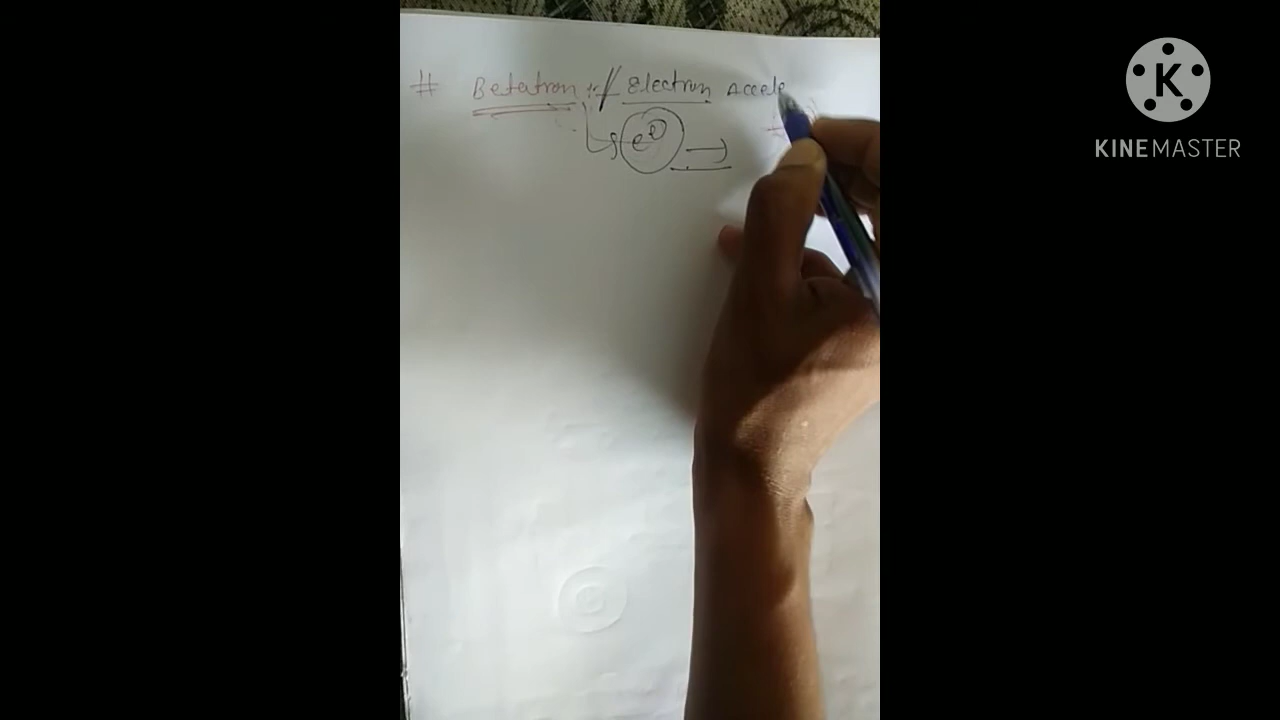 # Betatron :- // Electron Accele
e⊖ →
KINEMASTER